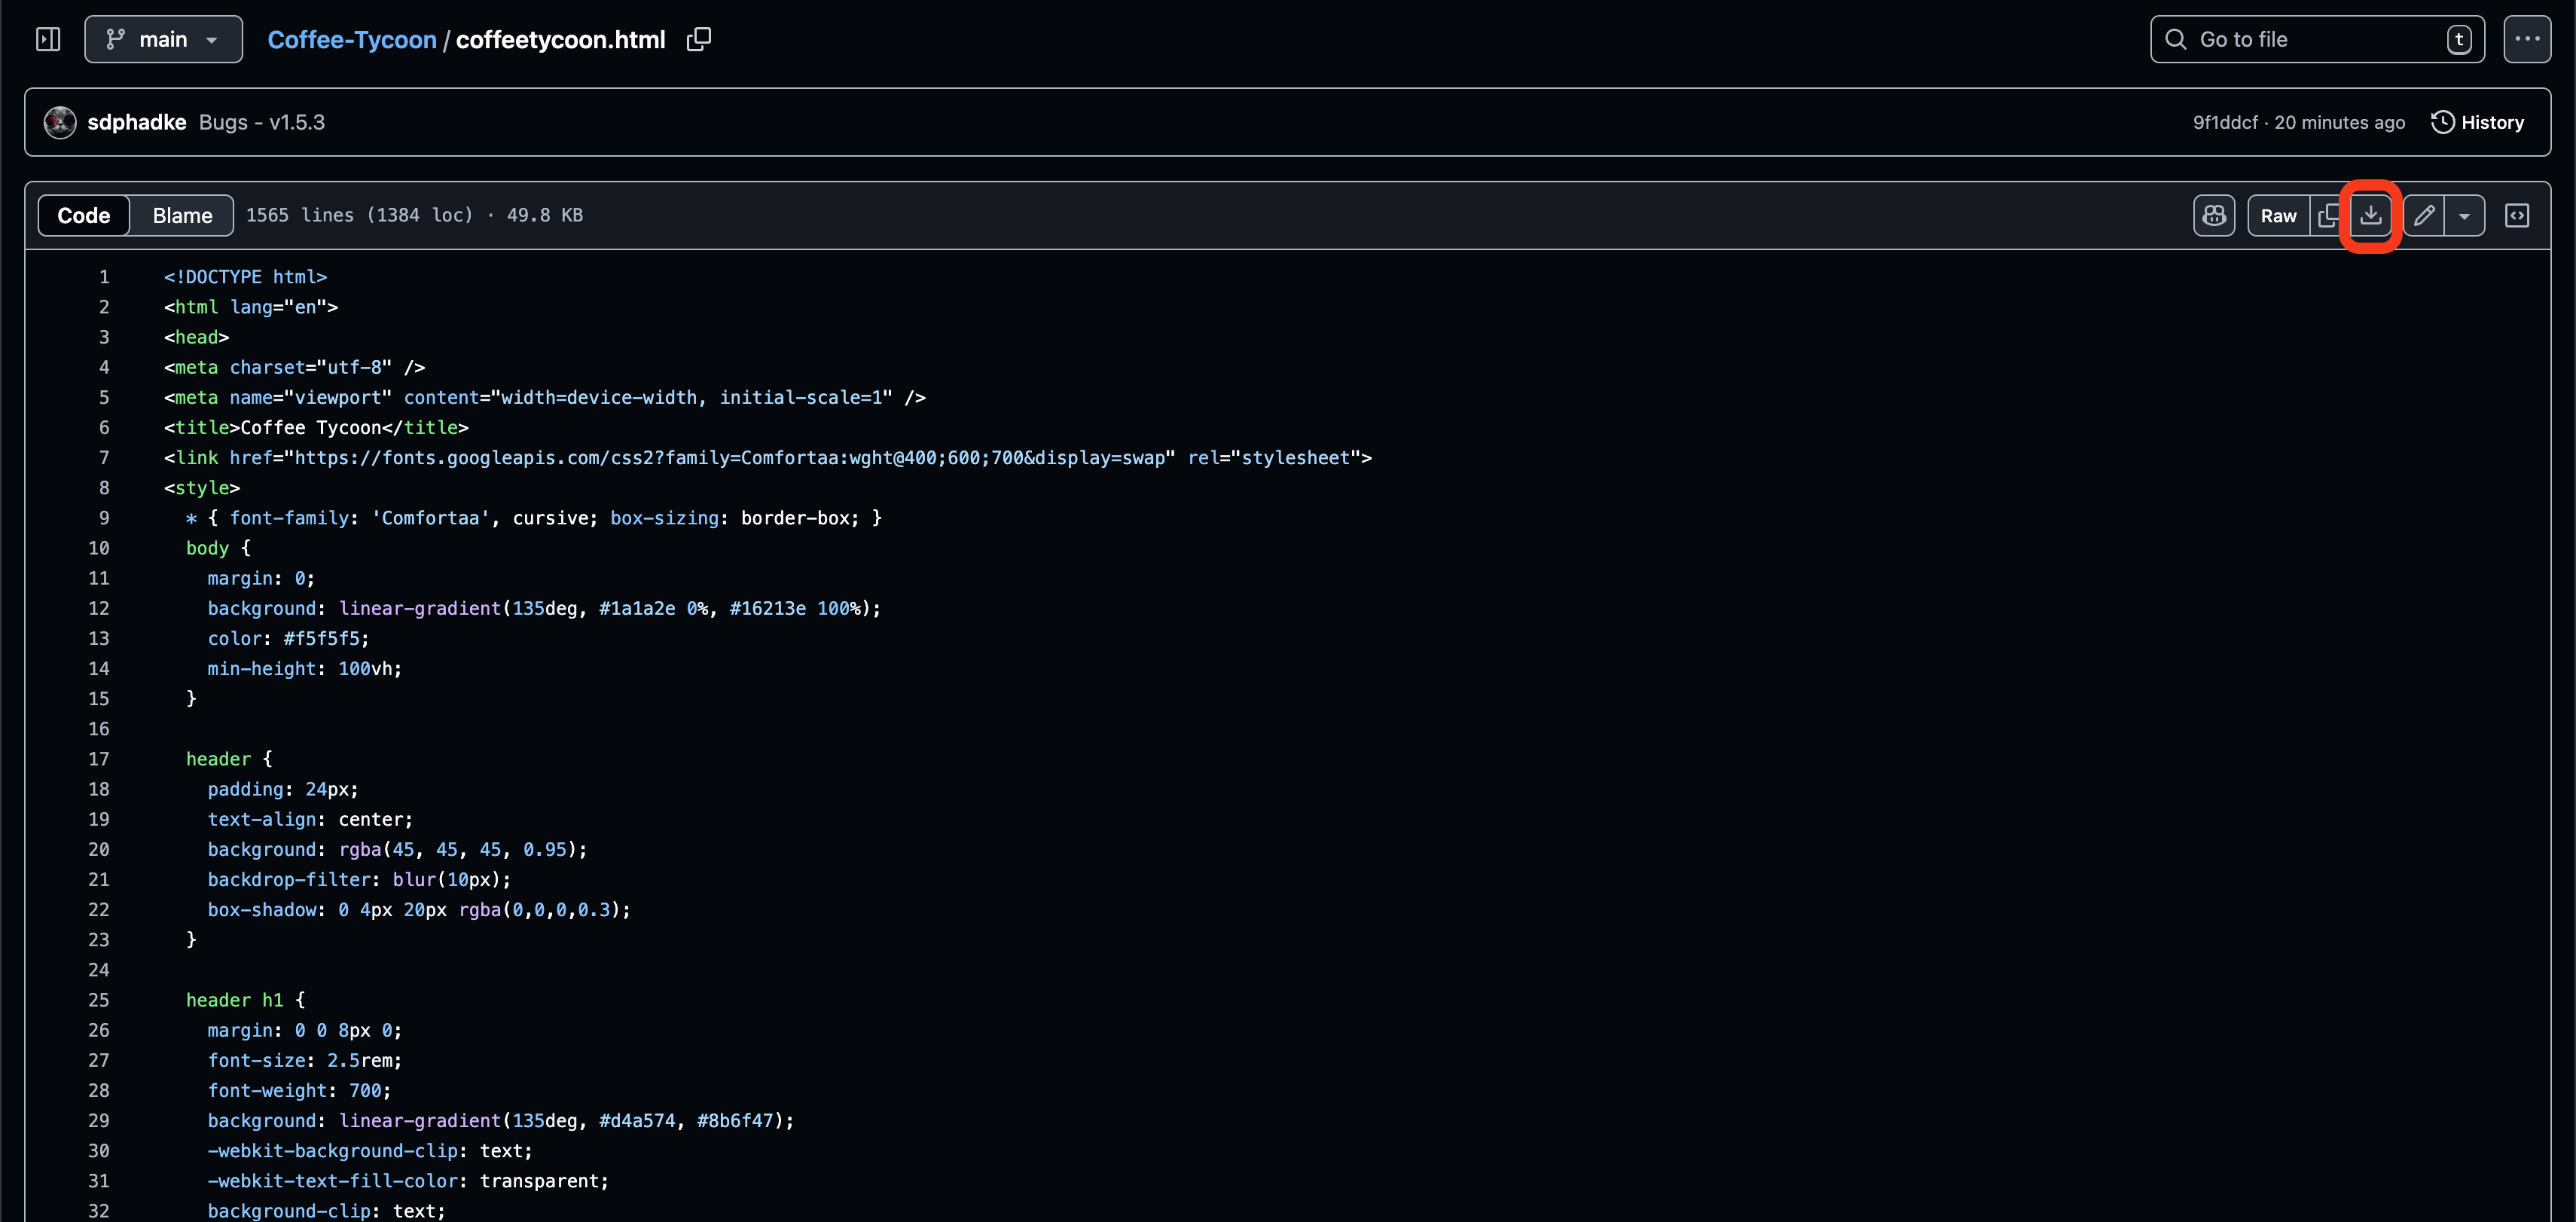 main
Coffee-Tycoon / coffeetycoon.html
Go to file
t
sdphadke Bugs - v1.5.3
9f1ddcf · 20 minutes ago
History
Code
Blame
1565 lines (1384 loc) · 49.8 KB
Raw
1 <!DOCTYPE html>
2 <html lang="en">
3 <head>
4 <meta charset="utf-8" />
5 <meta name="viewport" content="width=device-width, initial-scale=1" />
6 <title>Coffee Tycoon</title>
7 <link href="https://fonts.googleapis.com/css2?family=Comfortaa:wght@400;600;700&display=swap" rel="stylesheet">
8 <style>
9 * { font-family: 'Comfortaa', cursive; box-sizing: border-box; }
10 body {
11 margin: 0;
12 background: linear-gradient(135deg, #1a1a2e 0%, #16213e 100%);
13 color: #f5f5f5;
14 min-height: 100vh;
15 }
16
17 header {
18 padding: 24px;
19 text-align: center;
20 background: rgba(45, 45, 45, 0.95);
21 backdrop-filter: blur(10px);
22 box-shadow: 0 4px 20px rgba(0,0,0,0.3);
23 }
24
25 header h1 {
26 margin: 0 0 8px 0;
27 font-size: 2.5rem;
28 font-weight: 700;
29 background: linear-gradient(135deg, #d4a574, #8b6f47);
30 -webkit-background-clip: text;
31 -webkit-text-fill-color: transparent;
32 background-clip: text;